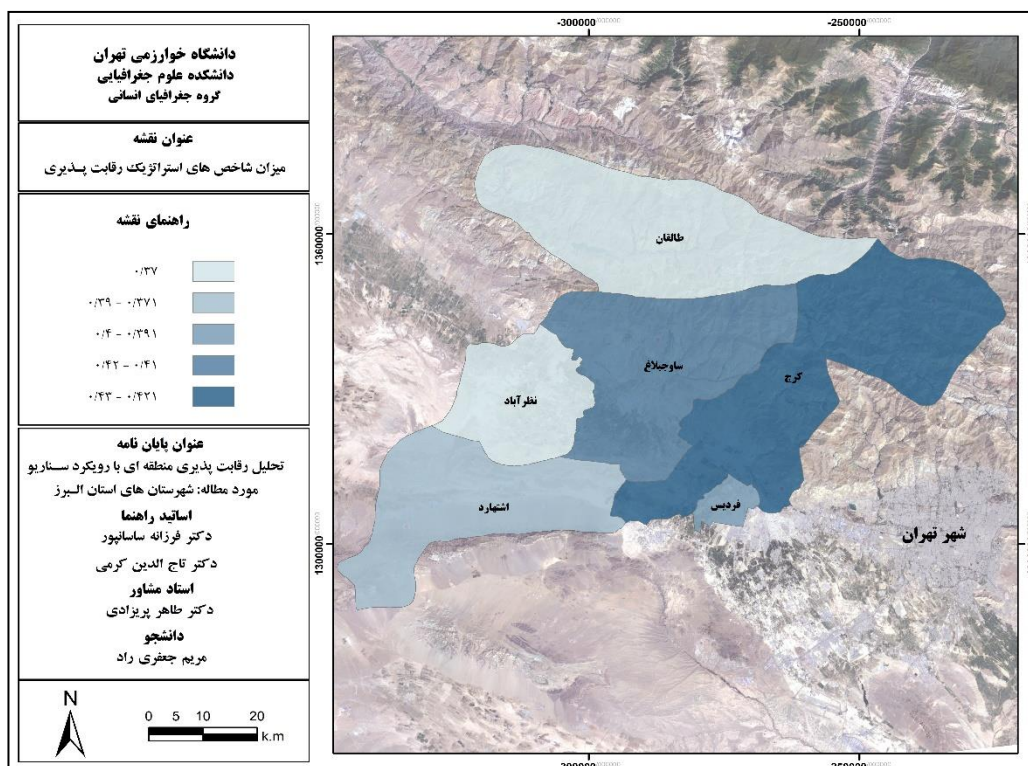 دانشگاه خوارزمی تهران
دانشکده علوم جغرافیایی
گروه جغرافیای انسانی
عنوان نقشه
میزان شاخص های استراتژیک رقابت پـذیری
راهنمای نقشه
۰/۳۷
۰/۳۹ - ۰/۳۷۱
۰/۴ - ۰/۳۹۱
۰/۴۲ - ۰/۴۱
۰/۴۳ - ۰/۴۲۱
عنوان پایان نامه
تحلیل رقابت پذیری منطقه ای با رویکرد سـناریو
مورد مطاله: شهرستان های استان الـبرز
اساتید راهنما
دکتر فرزانه ساسانپور
دکتر تاج الدین کرمی
استاد مشاور
دکتر طاهر پریزادی
دانشجو
مریم جعفری راد
N
0 5 10 20
k.m
-300000 -250000
1360000
1300000
طالقان
ساوجبلاغ
کرج
نظرآباد
اشتهارد
فردیس
شهر تهران